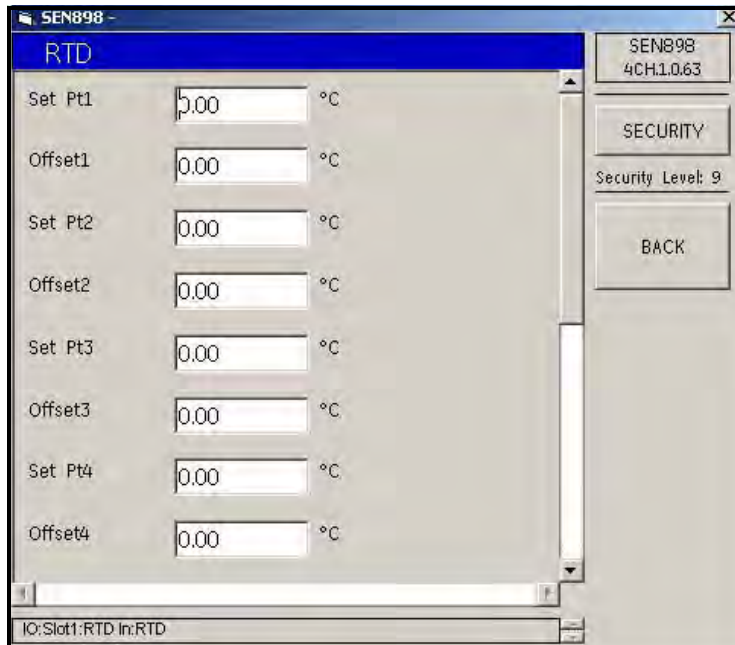 SEN898 -
RTD
Set Pt1 0.00 °C
Offset1 0.00 °C
Set Pt2 0.00 °C
Offset2 0.00 °C
Set Pt3 0.00 °C
Offset3 0.00 °C
Set Pt4 0.00 °C
Offset4 0.00 °C
IO:Slot1:RTD In:RTD
SEN898
4CH.1.0.63
SECURITY
Security Level: 9
BACK